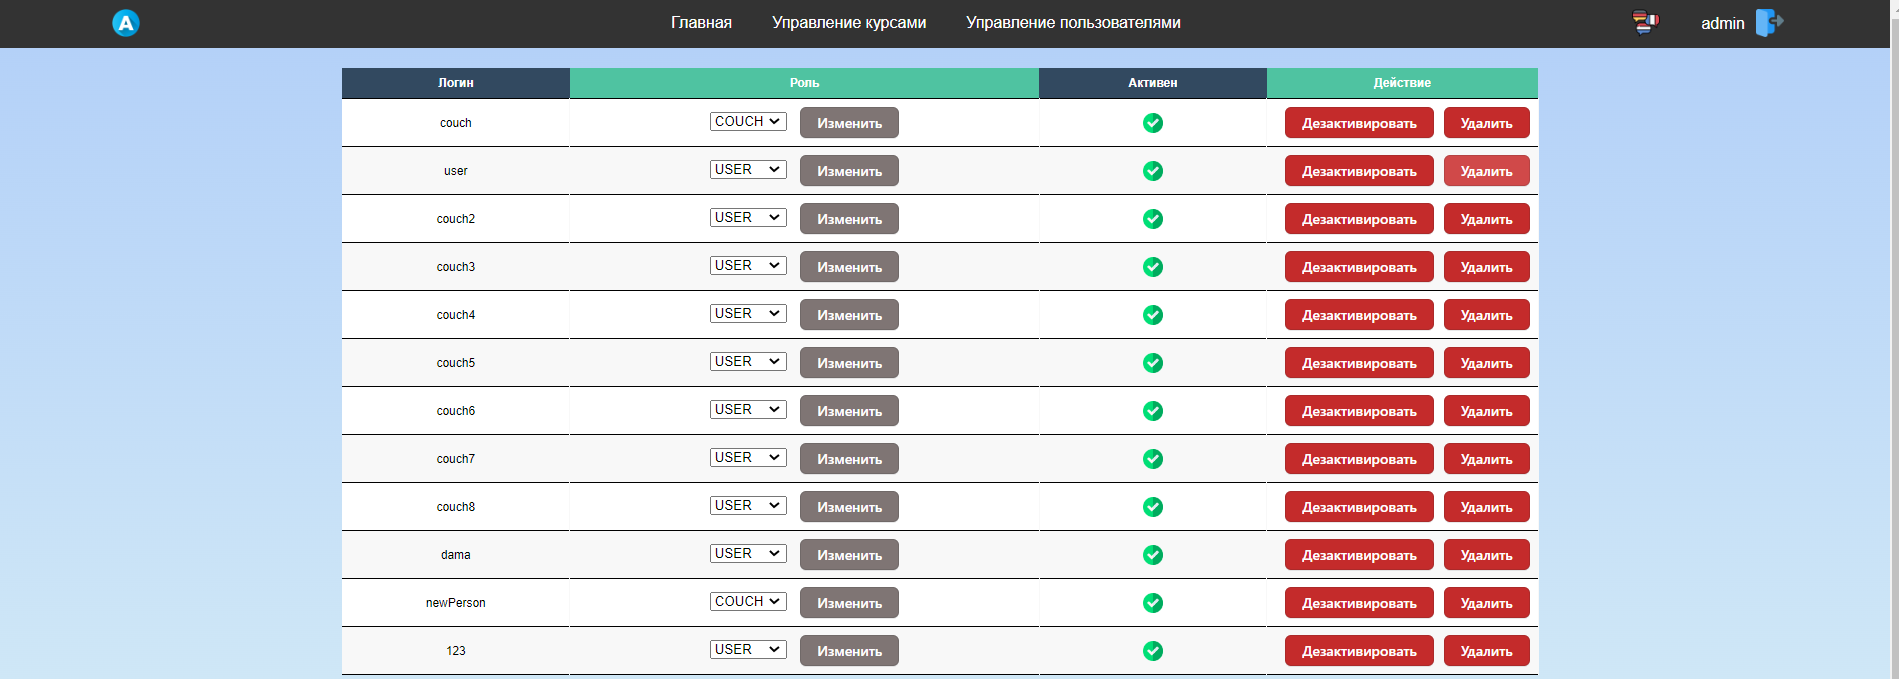 A Главная Управление курсами Управление пользователями admin
Логин Роль Активен Действие
couch COUCH Изменить Дезактивировать Удалить
user USER Изменить Дезактивировать Удалить
couch2 USER Изменить Дезактивировать Удалить
couch3 USER Изменить Дезактивировать Удалить
couch4 USER Изменить Дезактивировать Удалить
couch5 USER Изменить Дезактивировать Удалить
couch6 USER Изменить Дезактивировать Удалить
couch7 USER Изменить Дезактивировать Удалить
couch8 USER Изменить Дезактивировать Удалить
dama USER Изменить Дезактивировать Удалить
newPerson COUCH Изменить Дезактивировать Удалить
123 USER Изменить Дезактивировать Удалить